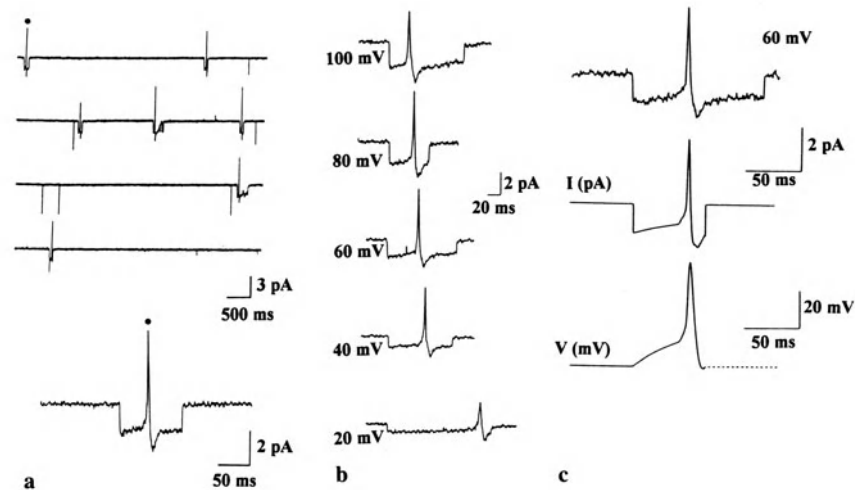 3 pA
500 ms
2 pA
50 ms
a
100 mV
80 mV
2 pA
20 ms
60 mV
40 mV
20 mV
b
60 mV
2 pA
50 ms
I (pA)
20 mV
50 ms
V (mV)
c